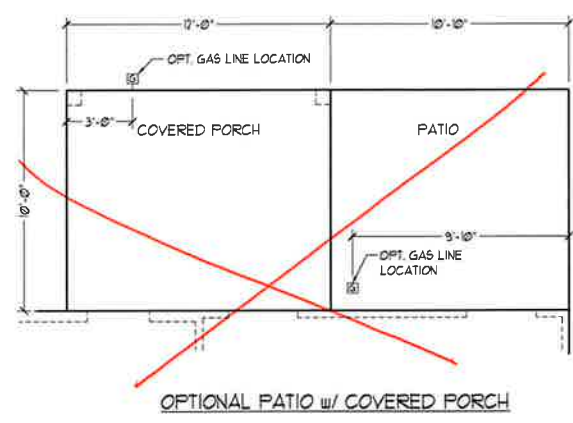 12'-0"
10'-10"
OPT. GAS LINE LOCATION
G
3'-0"
COVERED PORCH
PATIO
10'-0"
9'-10"
OPT. GAS LINE
LOCATION
G
OPTIONAL PATIO w/ COVERED PORCH